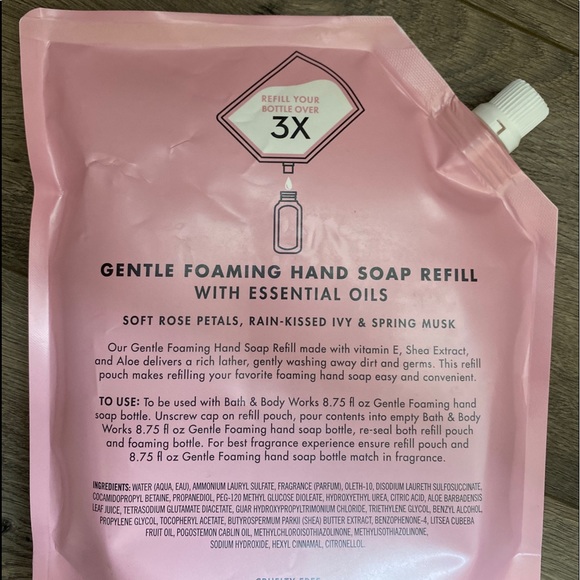 REFILL YOUR
BOTTLE OVER
3X
GENTLE FOAMING HAND SOAP REFILL
WITH ESSENTIAL OILS
SOFT ROSE PETALS, RAIN-KISSED IVY & SPRING MUSK
Our Gentle Foaming Hand Soap Refill made with vitamin E, Shea Extract,
and Aloe delivers a rich lather, gently washing away dirt and germs. This refill
pouch makes refilling your favorite foaming hand soap easy and convenient.
TO USE: To be used with Bath & Body Works 8.75 fl oz Gentle Foaming hand
soap bottle. Unscrew cap on refill pouch, pour contents into empty Bath & Body
Works 8.75 fl oz Gentle Foaming hand soap bottle, re-seal both refill pouch
and foaming bottle. For best fragrance experience ensure refill pouch and
8.75 fl oz Gentle Foaming hand soap bottle match in fragrance.
INGREDIENTS: WATER (AQUA, EAU), AMMONIUM LAURYL SULFATE, FRAGRANCE (PARFUM), OLETH-10, DISODIUM LAURETH SULFOSUCCINATE,
COCAMIDOPROPYL BETAINE, PROPANEDIOL, PEG-120 METHYL GLUCOSE DIOLEATE, HYDROXYETHYL UREA, CITRIC ACID, ALOE BARBADENSIS
LEAF JUICE, TETRASODIUM GLUTAMATE DIACETATE, GUAR HYDROXYPROPYLTRIMONIUM CHLORIDE, TRIETHYLENE GLYCOL, BENZYL ALCOHOL,
PROPYLENE GLYCOL, TOCOPHERYL ACETATE, BUTYROSPERMUM PARKII (SHEA) BUTTER EXTRACT, BENZOPHENONE-4, LITSEA CUBEBA
FRUIT OIL, POGOSTEMON CABLIN OIL, METHYLCHLOROISOTHIAZOLINONE, METHYLISOTHIAZOLINONE,
SODIUM HYDROXIDE, HEXYL CINNAMAL, CITRONELLOL.